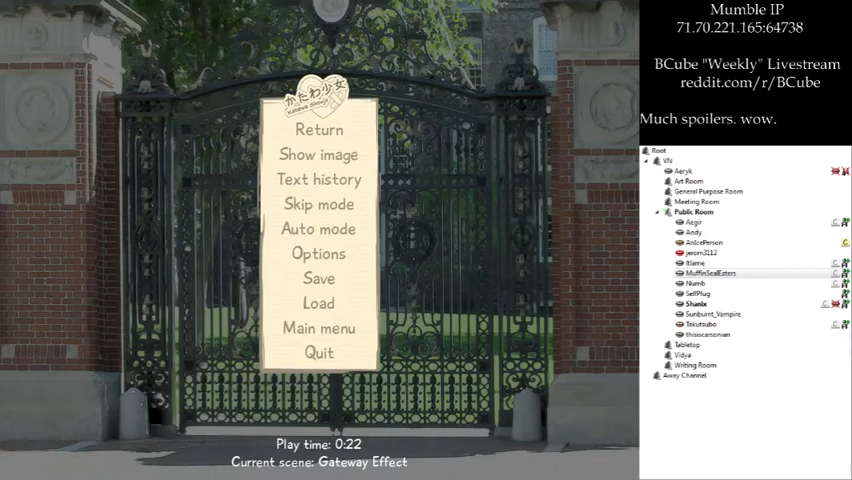 かたわ少女
Katawa Shoujo
Return
Show image
Text history
Skip mode
Auto mode
Options
Save
Load
Main menu
Quit
Play time: 0:22
Current scene: Gateway Effect
Mumble IP
71.70.221.165:64738
BCube "Weekly" Livestream
reddit.com/r/BCube
Much spoilers. wow.
Root
VN
Aeryk
Art Room
General Purpose Room
Meeting Room
Public Room
Aegir
Andy
AnIcePerson
jerom3112
Itlame
MuffinSealEaters
Numb
SelfPlug
Shanix
Sunburnt_Vampire
Takutsubo
thisiscarsonian
Tabletop
Vidya
Writing Room
Away Channel